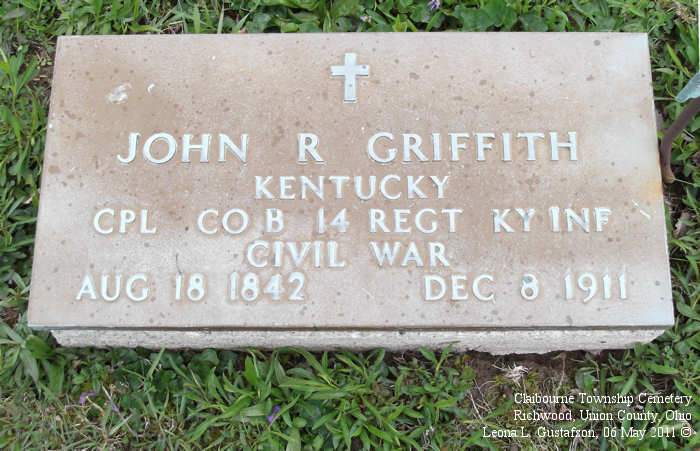 JOHN R GRIFFITH
KENTUCKY
CPL CO B 14 REGT KY INF
CIVIL WAR
AUG 18 1842 DEC 8 1911
Claibourne Township Cemetery
Richwood, Union County, Ohio
Leona L. Gustafson, 06 May 2011 ©